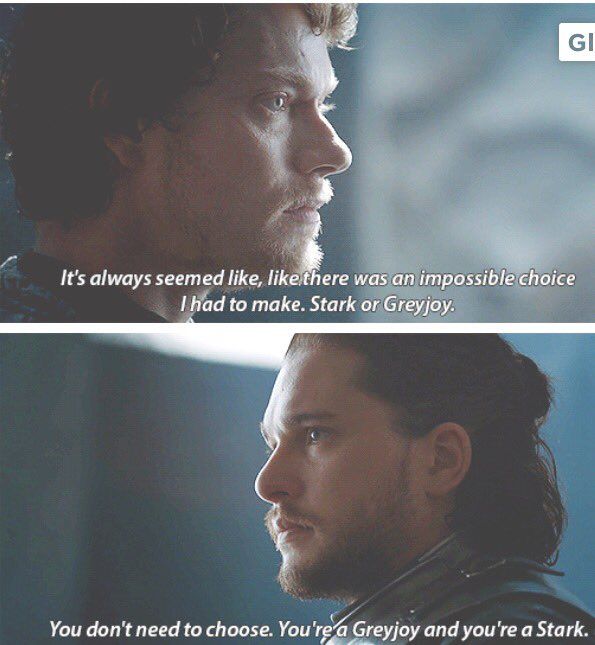 GI
It's always seemed like, like there was an impossible choice
I had to make. Stark or Greyjoy.
You don't need to choose. You're a Greyjoy and you're a Stark.